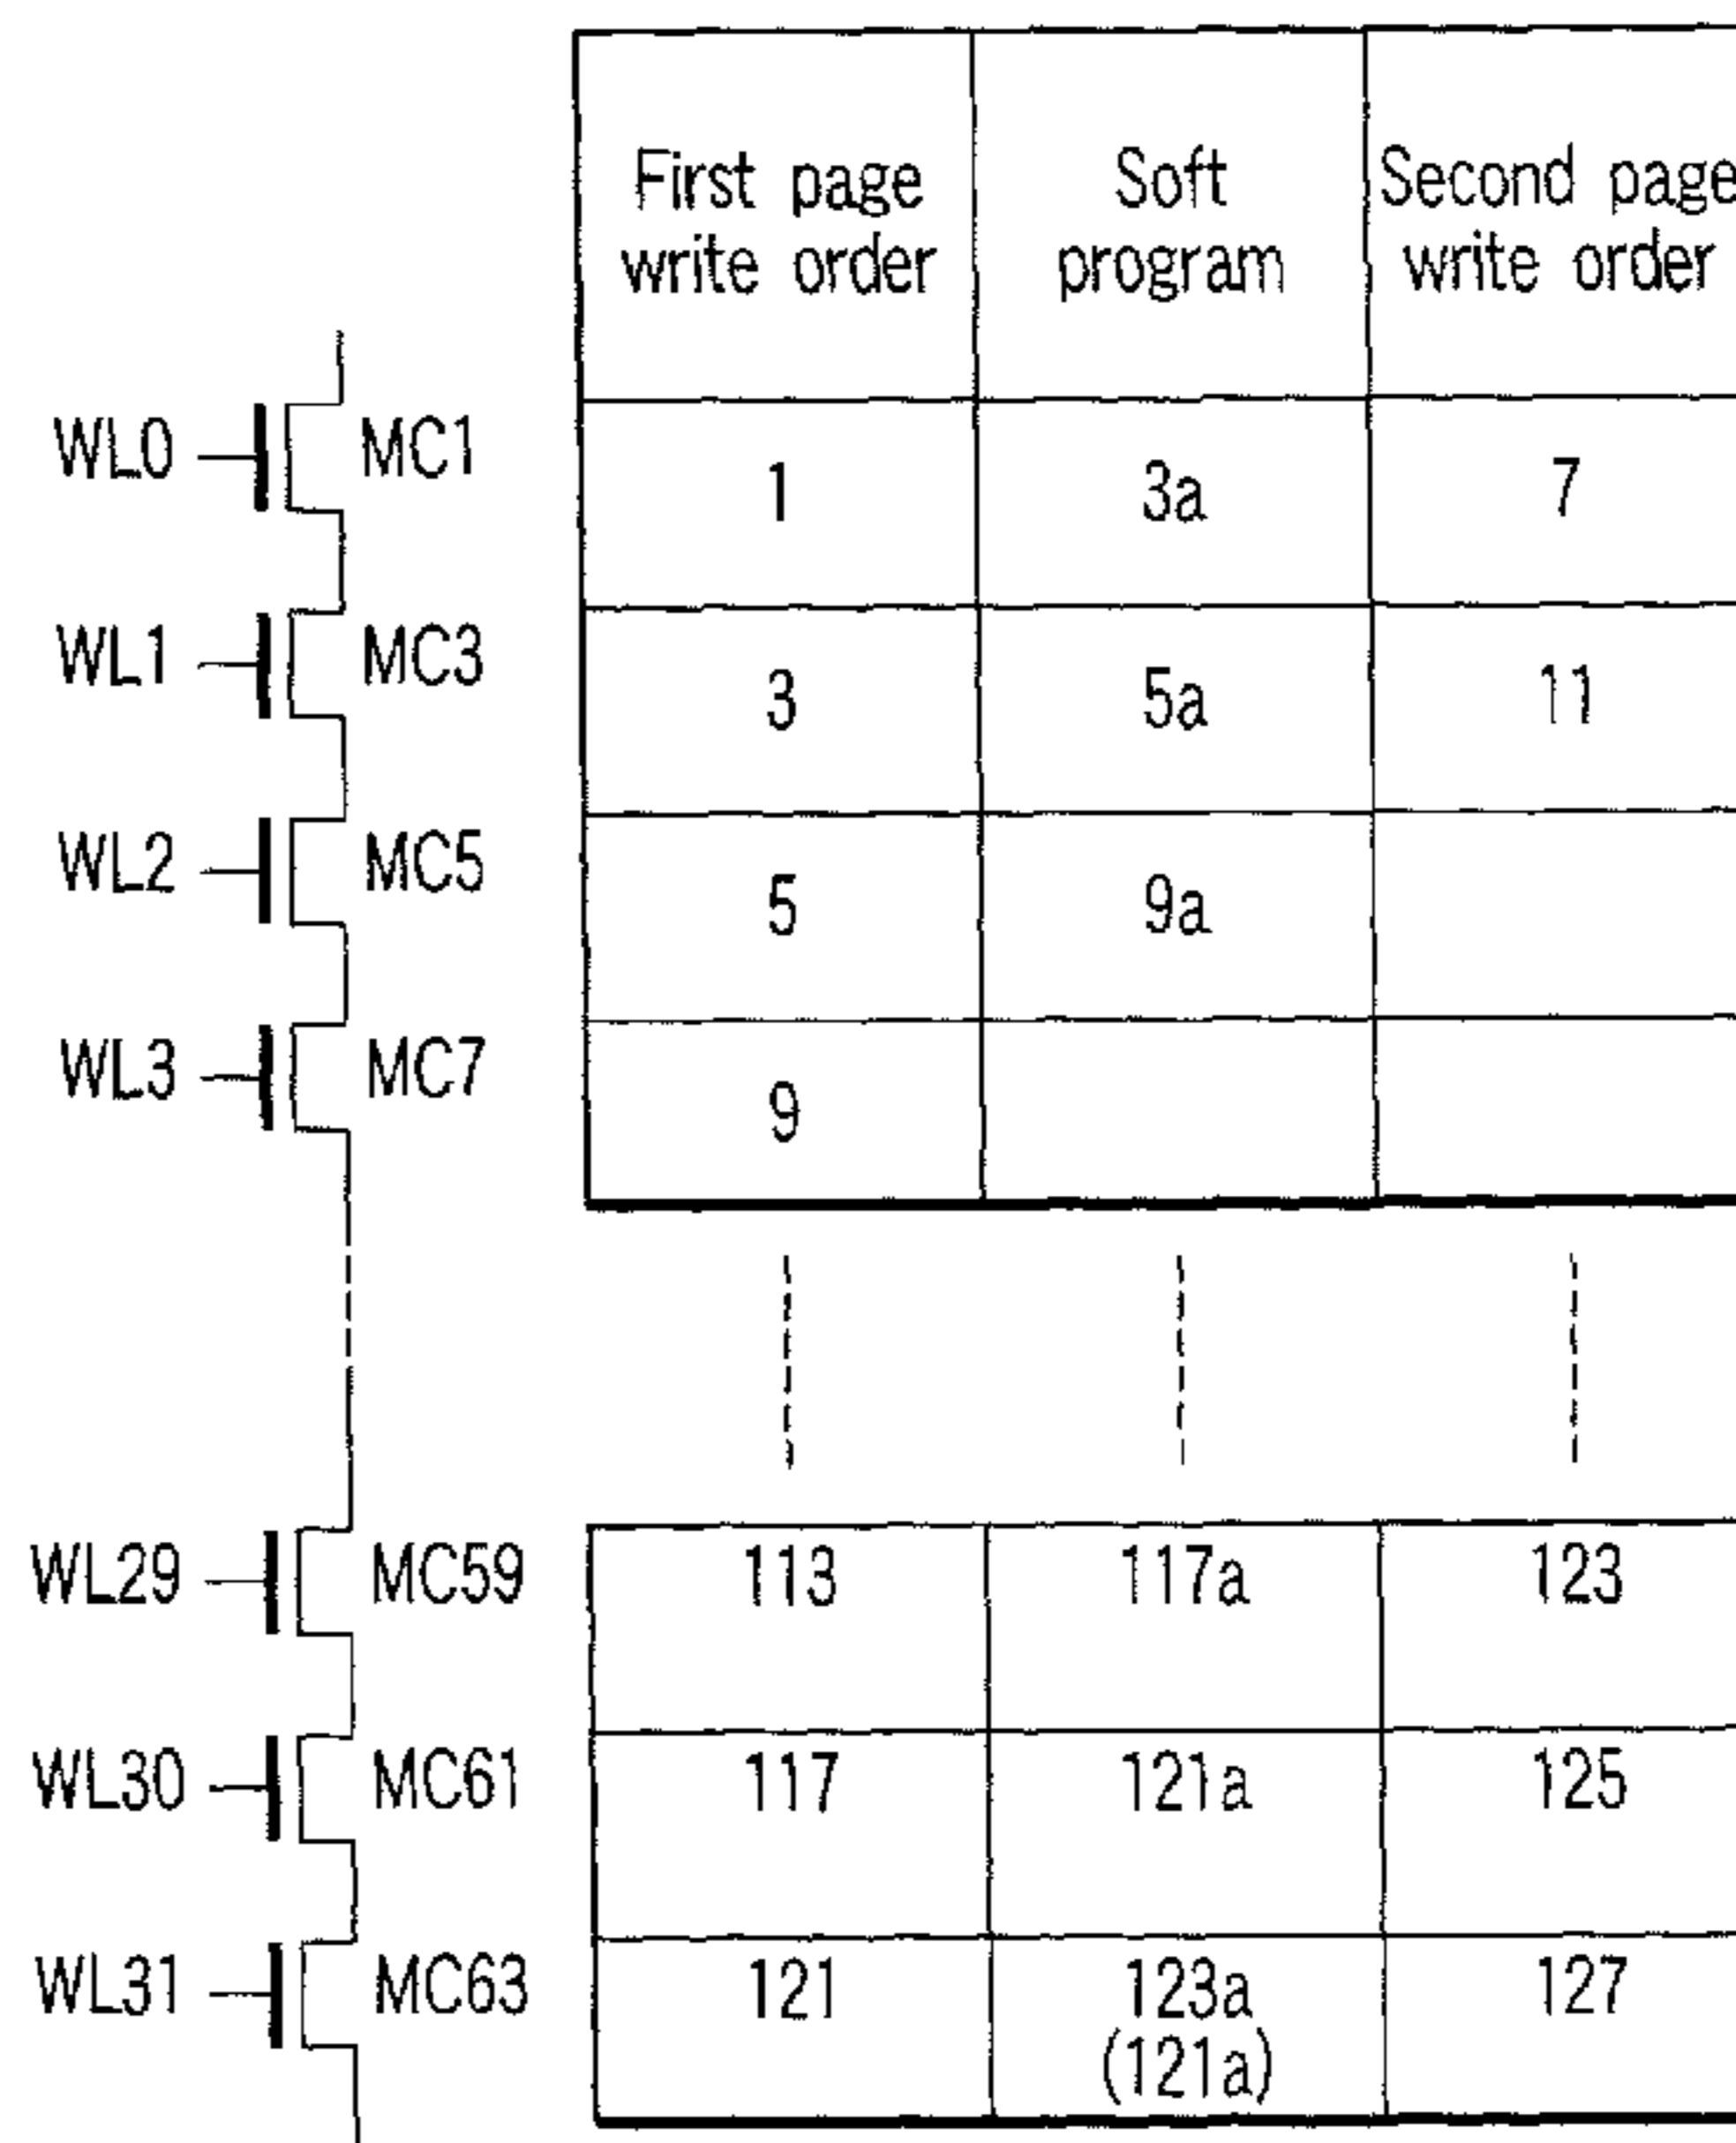 First page Soft Second page
write order program write order
WL0 MC1 1 3a 7
WL1 MC3 3 5a 11
WL2 MC5 5 9a
WL3 MC7 9
WL29 MC59 113 117a 123
WL30 MC61 117 121a 125
WL31 MC63 121 123a 127
(121a)